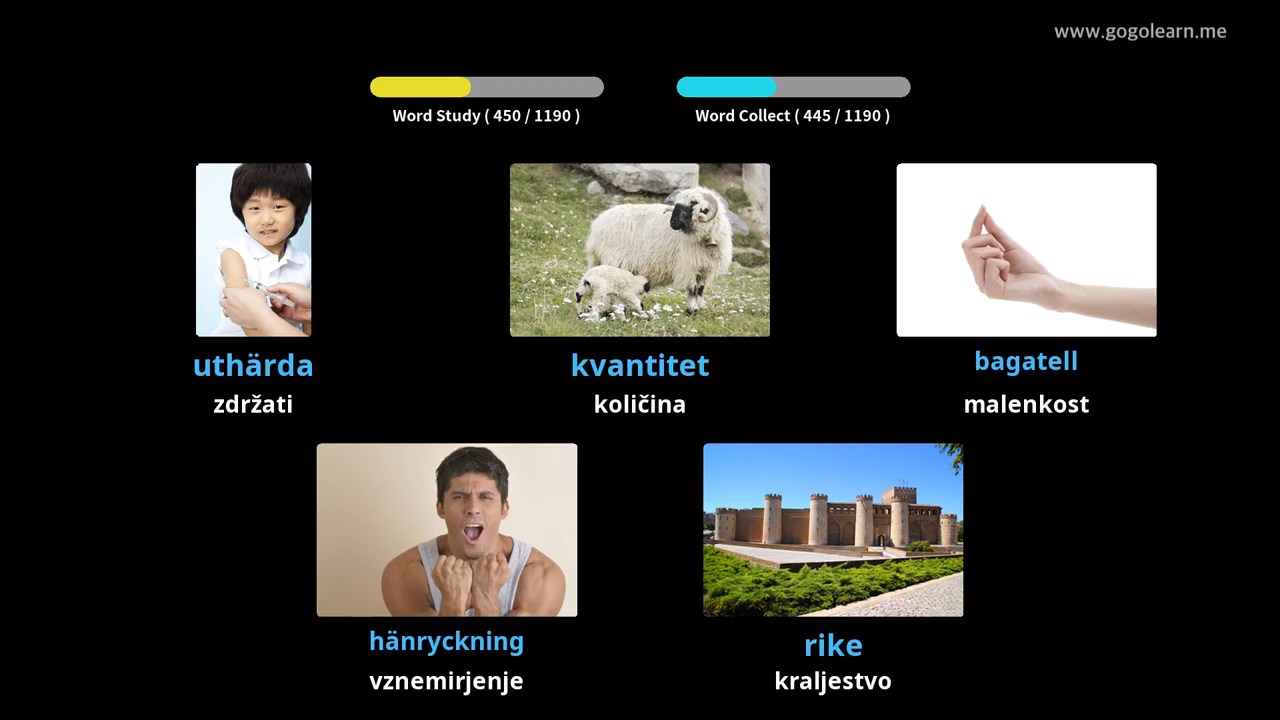 www.gogolearn.me
Word Study ( 450 / 1190 )
Word Collect ( 445 / 1190 )
uthärda
zdržati
kvantitet
količina
bagatell
malenkost
hänryckning
vznemirjenje
rike
kraljestvo